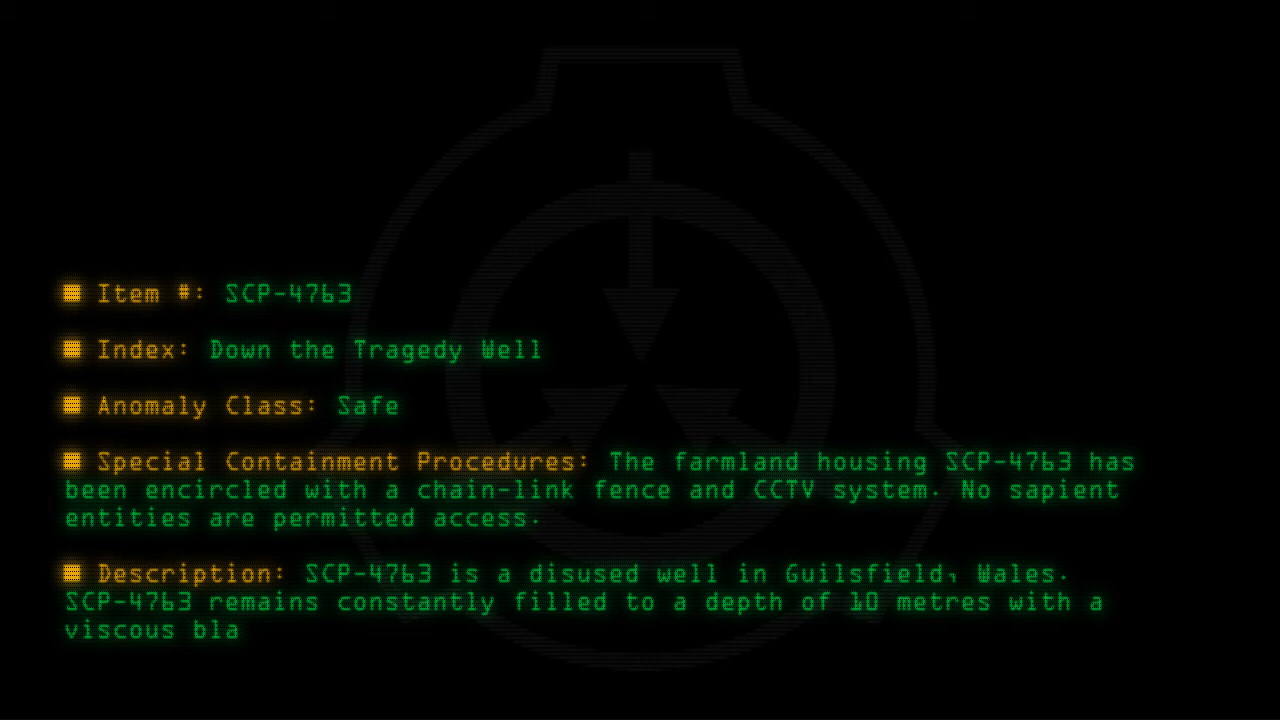 ■ Item #: SCP-4763
■ Index: Down the Tragedy Well
■ Anomaly Class: Safe
■ Special Containment Procedures: The farmland housing SCP-4763 has
been encircled with a chain-link fence and CCTV system. No sapient
entities are permitted access.
■ Description: SCP-4763 is a disused well in Guilsfield, Wales.
SCP-4763 remains constantly filled to a depth of 10 metres with a
viscous bla